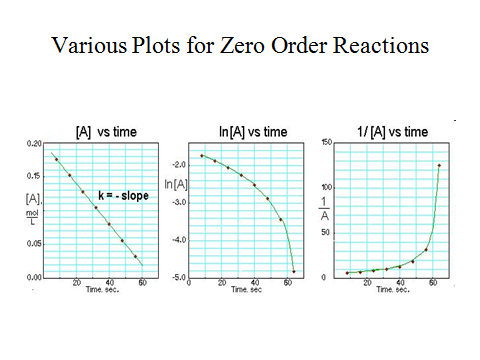 Various Plots for Zero Order Reactions
[A] vs time
0.20
0.15
[A],
mol
L
0.05
0.00
k = - slope
20 40 60
Time. sec.
ln[A] vs time
-2.0
ln[A]
-3.0
-4.0
-5.0
0 20 40 60
Time. sec.
1/ [A] vs time
150
100
1
A
50
0
20 40 60
Time. sec.